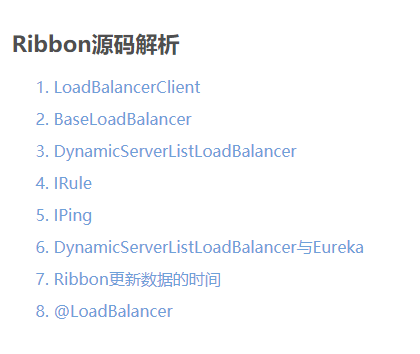 Ribbon源码解析
1. LoadBalancerClient
2. BaseLoadBalancer
3. DynamicServerListLoadBalancer
4. IRule
5. IPing
6. DynamicServerListLoadBalancer与Eureka
7. Ribbon更新数据的时间
8. @LoadBalancer